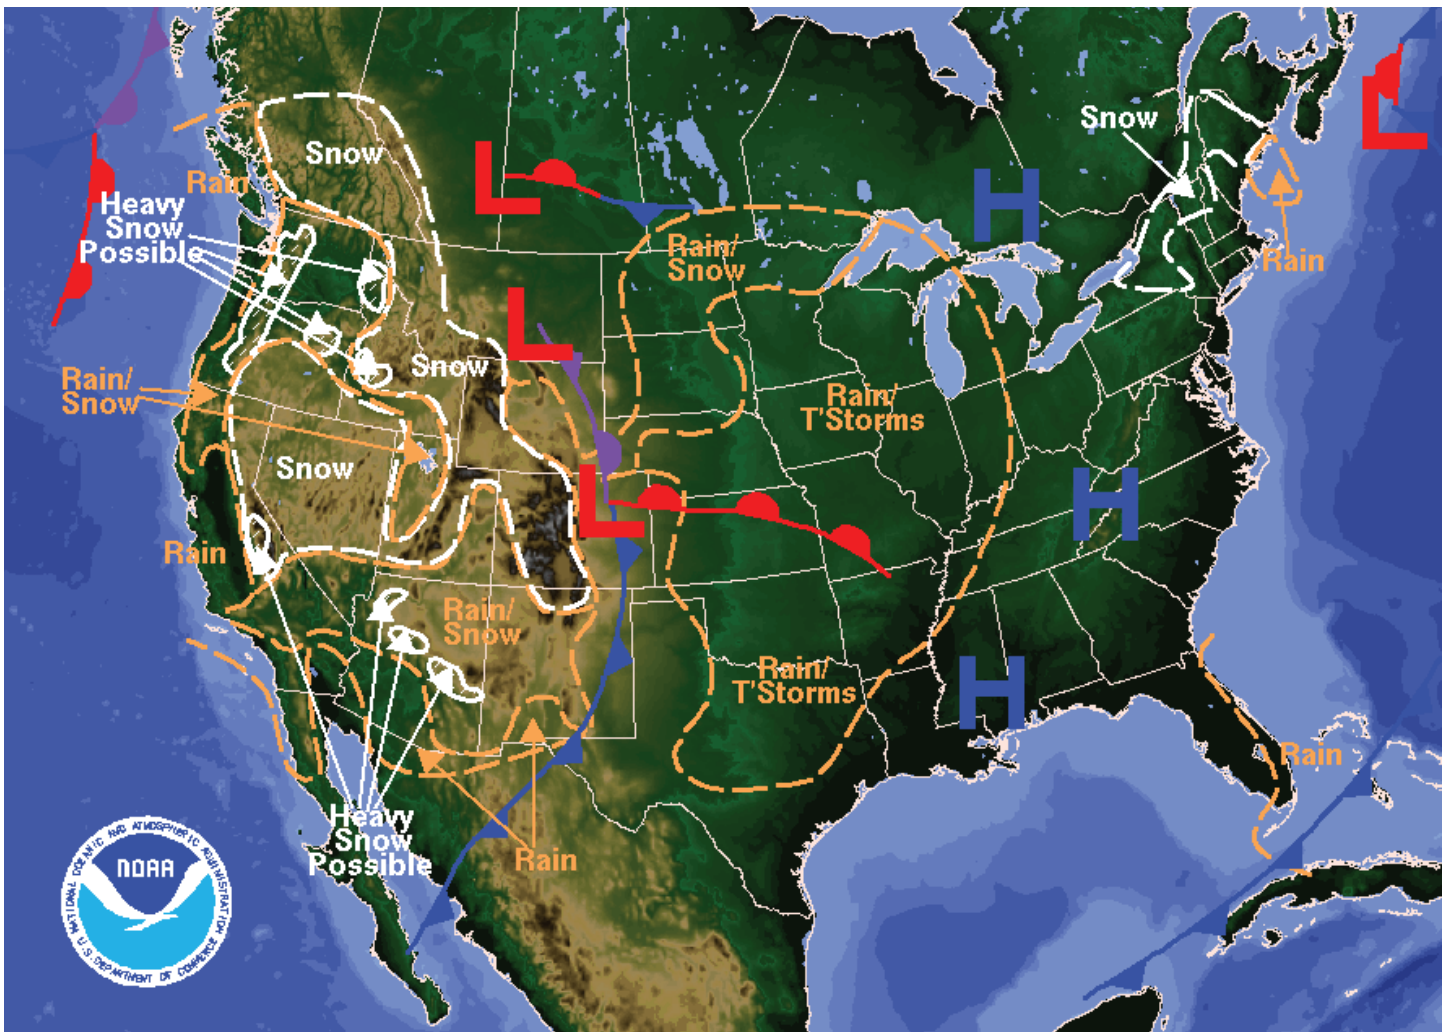 Snow
Snow
Rain
Heavy
Snow
Possible
L
H
L
Rain/
Snow
Rain
L
Snow
Rain/
Snow
Rain/
T'Storms
Snow
L
H
Rain
Rain/
Snow
Rain/
T'Storms
H
Rain
Heavy
Snow
Possible
Rain
NOAA
NATIONAL OCEANIC AND ATMOSPHERIC ADMINISTRATION
U.S. DEPARTMENT OF COMMERCE